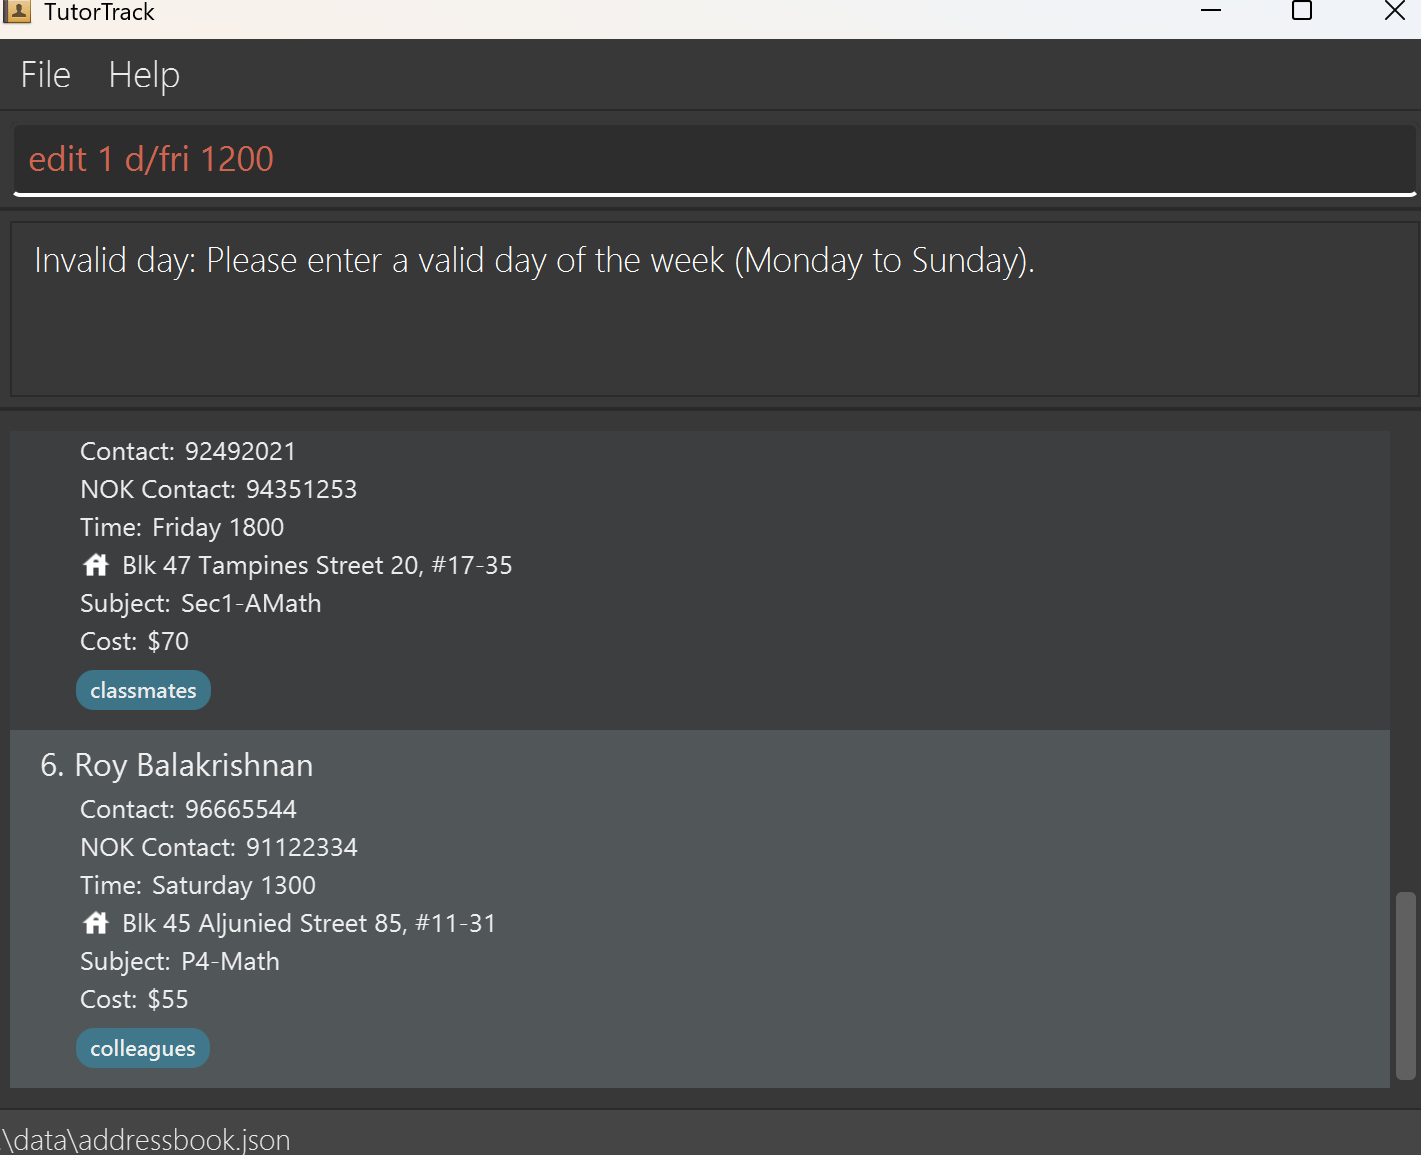 TutorTrack
File Help
edit 1 d/fri 1200
Invalid day: Please enter a valid day of the week (Monday to Sunday).
Contact: 92492021
NOK Contact: 94351253
Time: Friday 1800
Blk 47 Tampines Street 20, #17-35
Subject: Sec1-AMath
Cost: $70
classmates
6. Roy Balakrishnan
Contact: 96665544
NOK Contact: 91122334
Time: Saturday 1300
Blk 45 Aljunied Street 85, #11-31
Subject: P4-Math
Cost: $55
colleagues
\data\addressbook.json